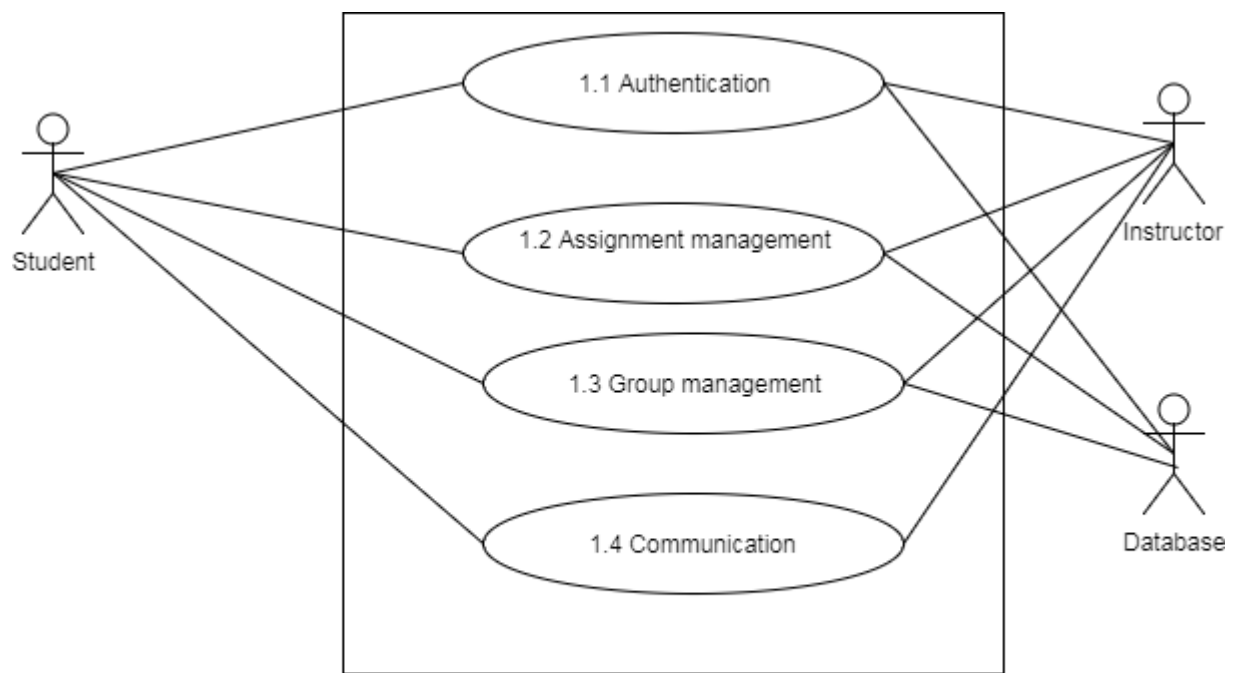 1.1 Authentication
Student
1.2 Assignment management
Instructor
1.3 Group management
1.4 Communication
Database